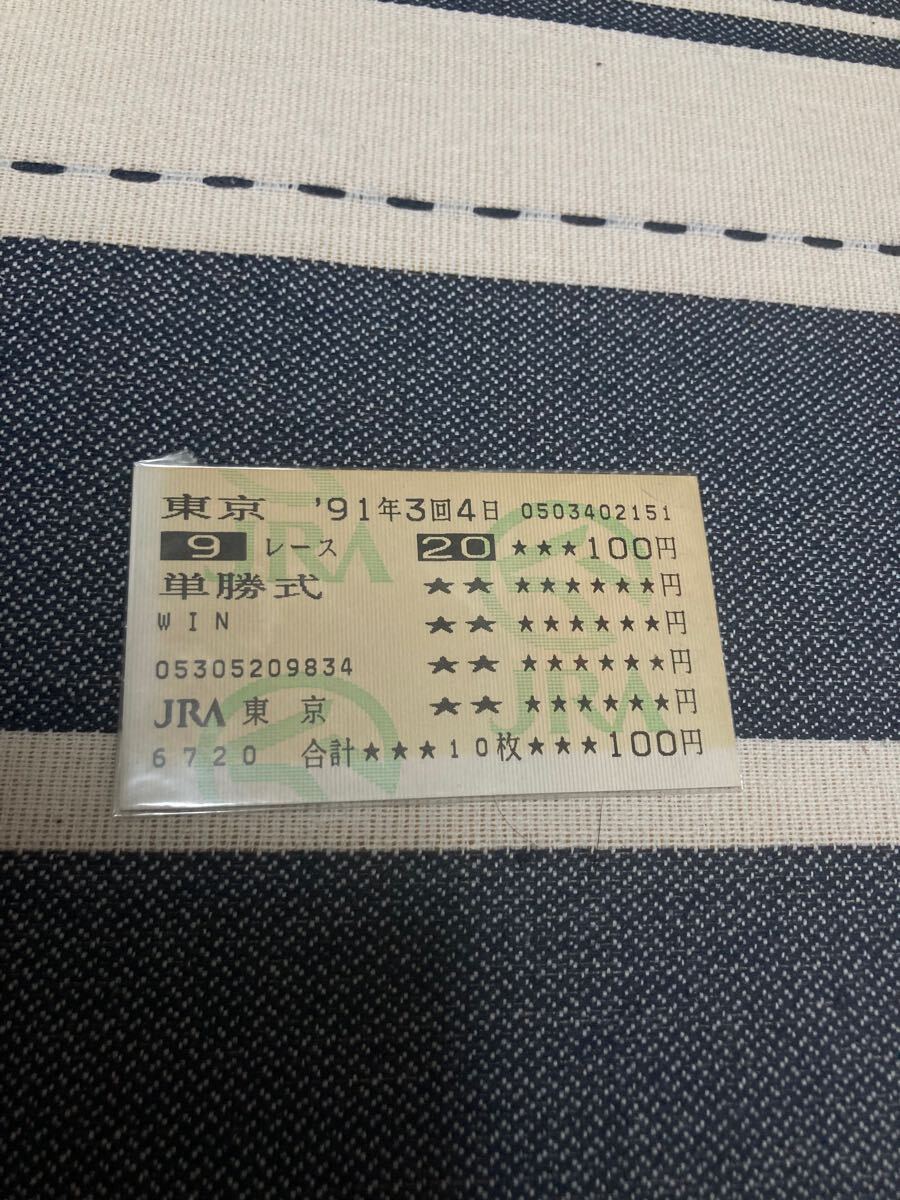 東京 '91年3回4日 0503402151
9 レース 20 ★★★100円
単勝式 ★★ ★★★★★★円
WIN ★★ ★★★★★★円
05305209834 ★★ ★★★★★★円
JRA 東京 ★★ ★★★★★★円
6720 合計★★★10枚★★★100円
JRA
JRA